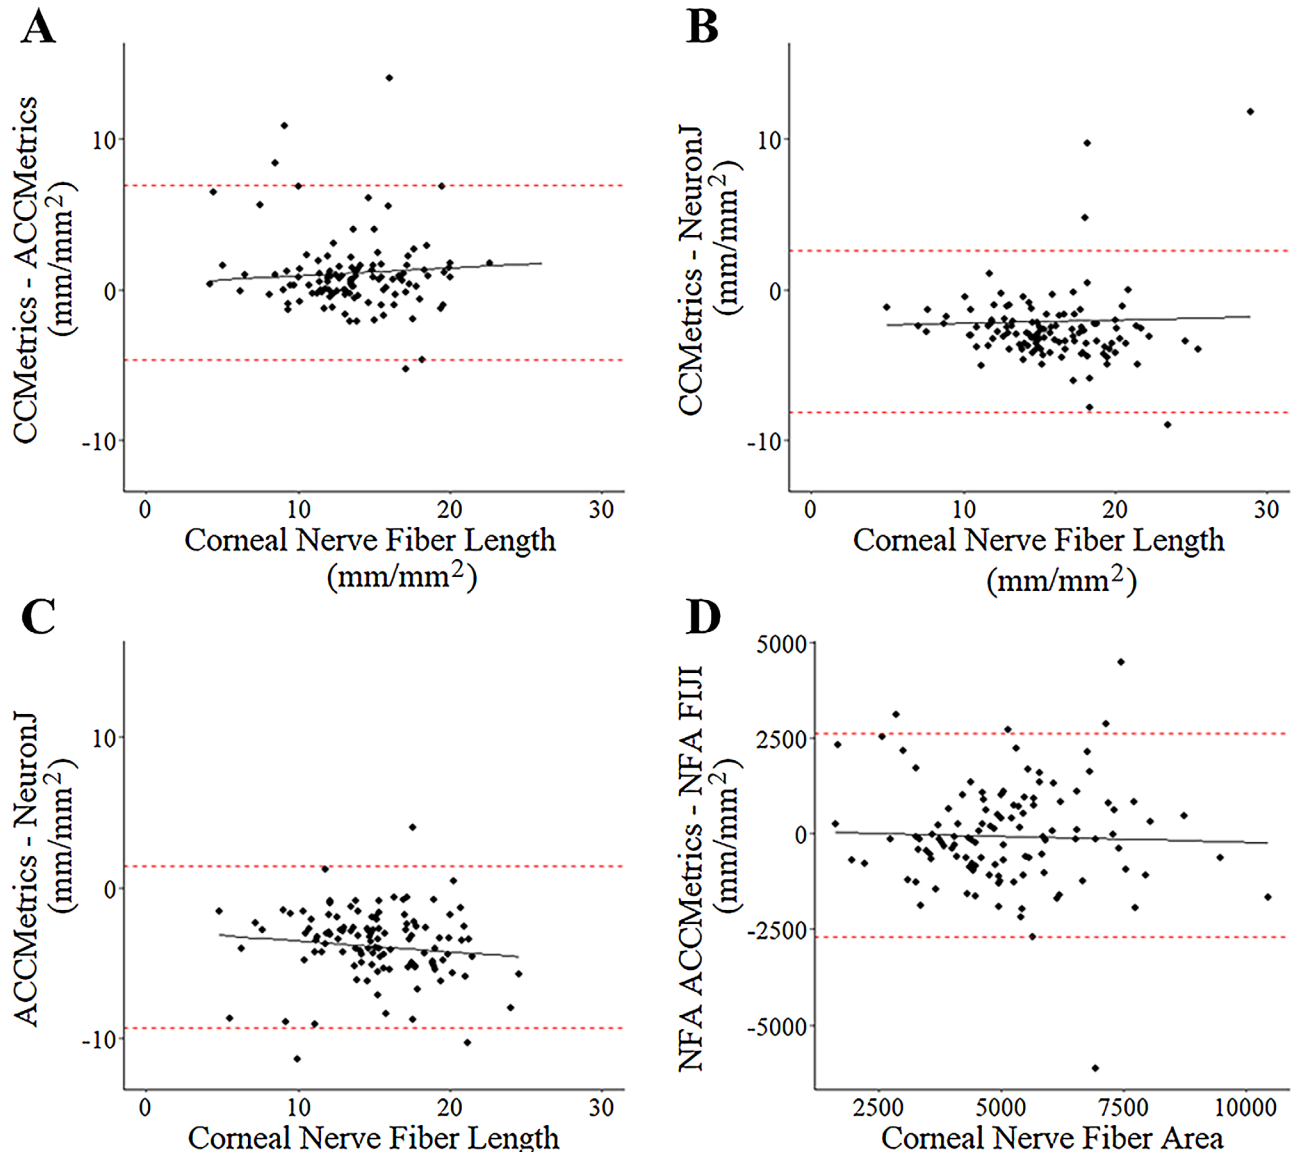 A
CCMetrics - ACCMetrics
(mm/mm²)
10
0
-10
0 10 20 30
Corneal Nerve Fiber Length
(mm/mm²)
B
CCMetrics - NeuronJ
(mm/mm²)
10
0
-10
0 10 20 30
Corneal Nerve Fiber Length
(mm/mm²)
C
ACCMetrics - NeuronJ
(mm/mm²)
10
0
-10
0 10 20 30
Corneal Nerve Fiber Length
D
NFA ACCMetrics - NFA FIJI
(mm/mm²)
5000
2500
0
-2500
-5000
2500 5000 7500 10000
Corneal Nerve Fiber Area